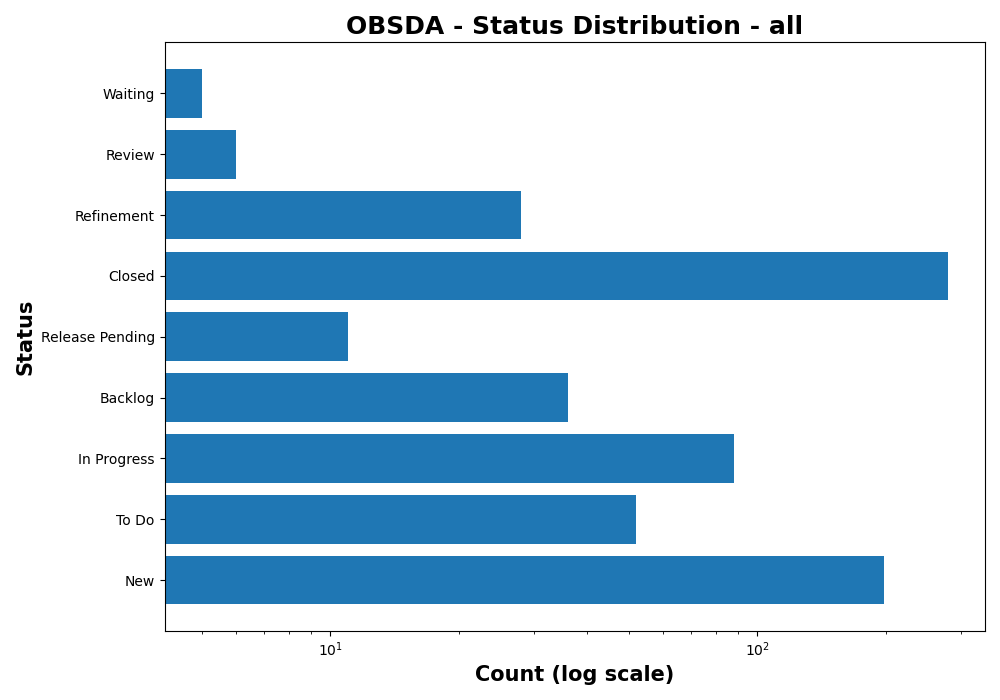 OBSDA - Status Distribution - all
Status
Waiting
Review
Refinement
Closed
Release Pending
Backlog
In Progress
To Do
New
10¹
10²
Count (log scale)